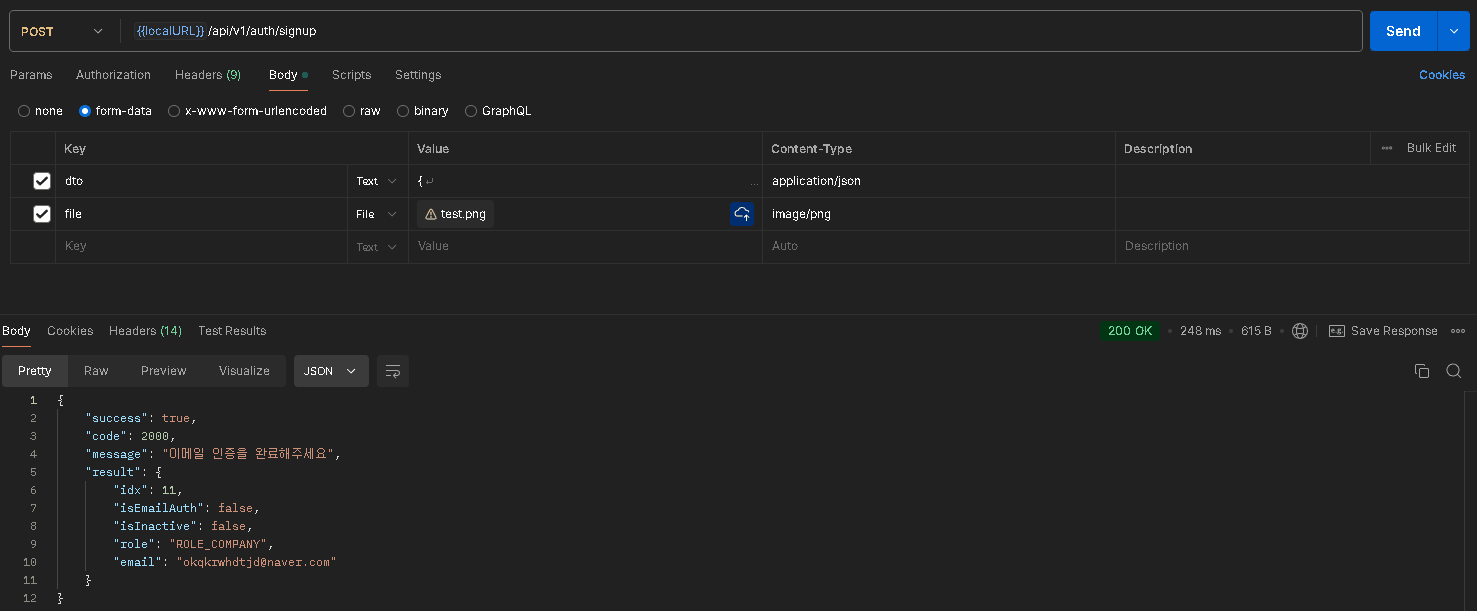 POST {{localURL}}/api/v1/auth/signup Send
Params Authorization Headers (9) Body Scripts Settings Cookies
none form-data x-www-form-urlencoded raw binary GraphQL
Key Value Content-Type Description ... Bulk Edit
dto Text { ↵ ... application/json
file File test.png image/png
Key Text Value Auto Description
Body Cookies Headers (14) Test Results 200 OK • 248 ms • 615 B • e.g. Save Response ...
Pretty Raw Preview Visualize JSON
1 {
2 "success": true,
3 "code": 2000,
4 "message": "이메일 인증을 완료해주세요",
5 "result": {
6 "idx": 11,
7 "isEmailAuth": false,
8 "isInactive": false,
9 "role": "ROLE_COMPANY",
10 "email": "okqkrwhdtjd@naver.com"
11 }
12 }